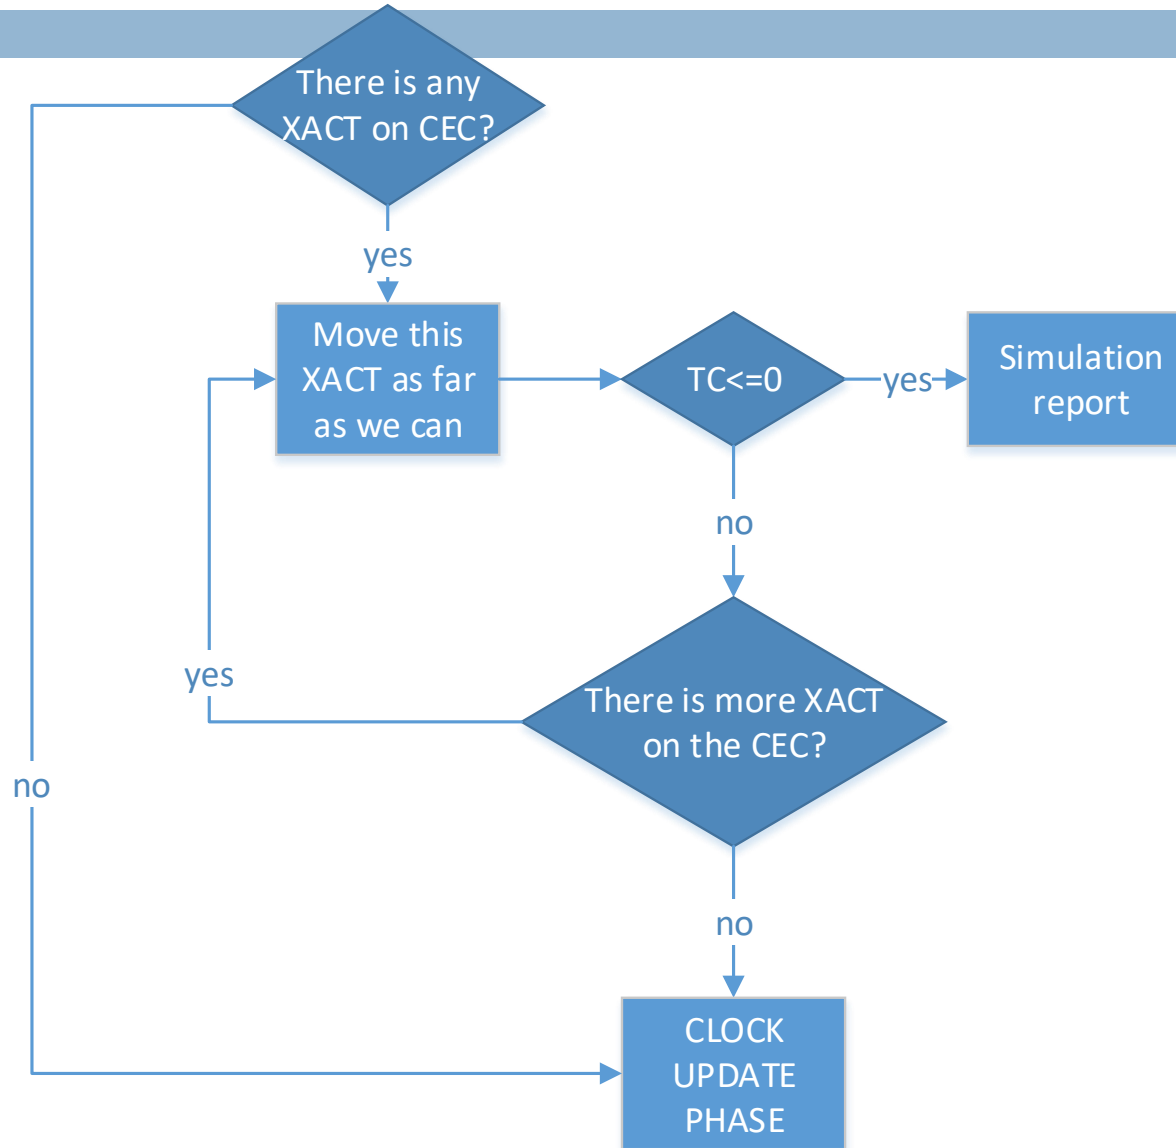 There is any
XACT on CEC?
yes
Move this
XACT as far
as we can
TC<=0
yes
Simulation
report
no
There is more XACT
on the CEC?
yes
no
no
CLOCK
UPDATE
PHASE